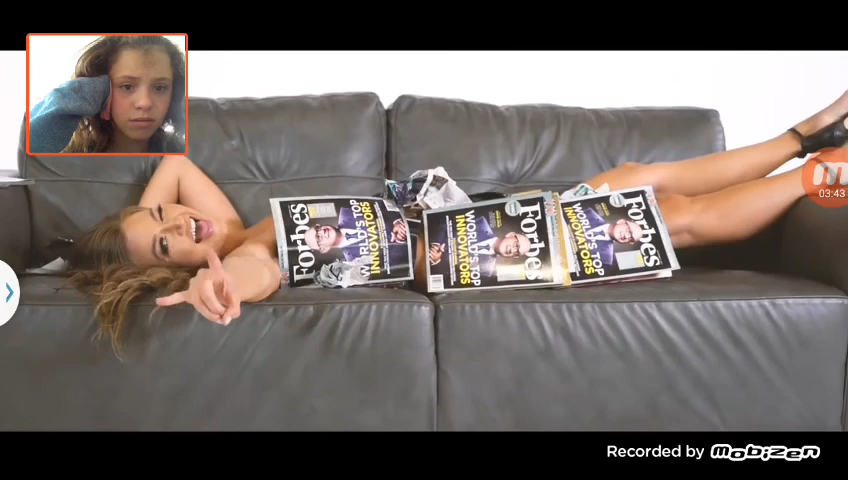 Forbes
WORLD'S TOP
INNOVATORS
Forbes
WORLD'S TOP
INNOVATORS
Forbes
WORLD'S TOP
INNOVATORS
03:43
Recorded by Mobizen